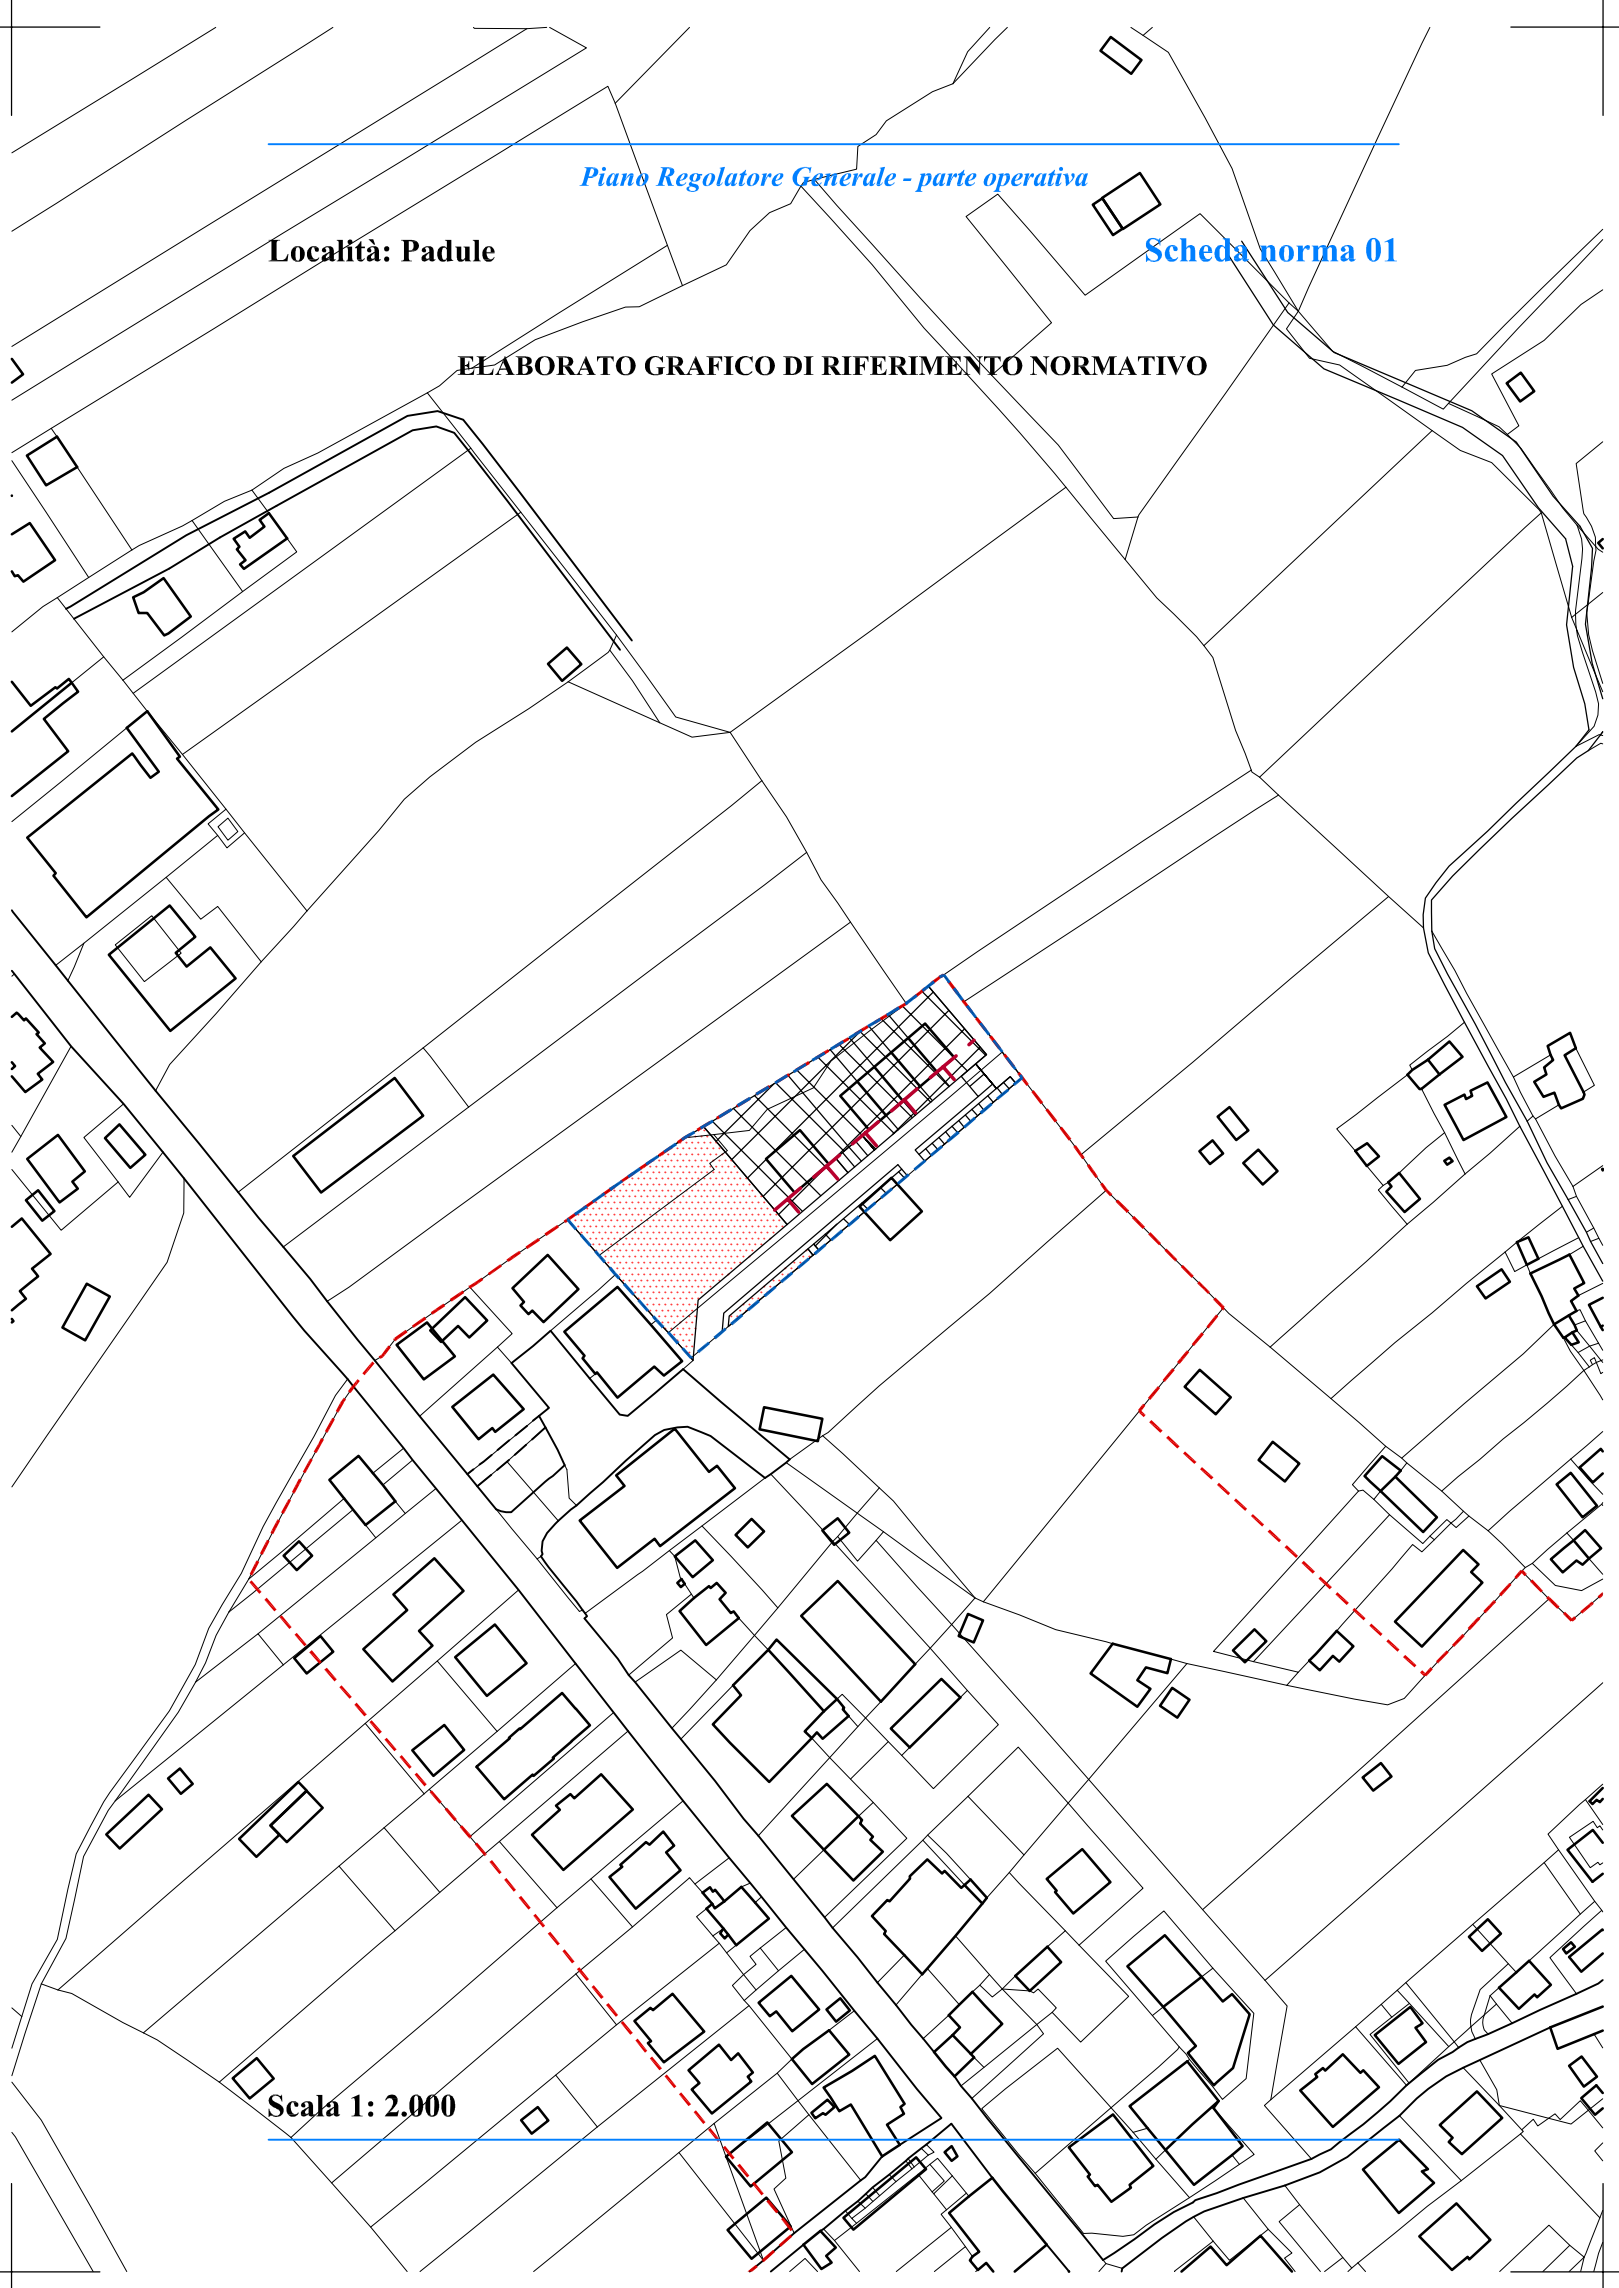 Piano Regolatore Generale - parte operativa
Località: Padule
Scheda norma 01
ELABORATO GRAFICO DI RIFERIMENTO NORMATIVO
Scala 1: 2.000